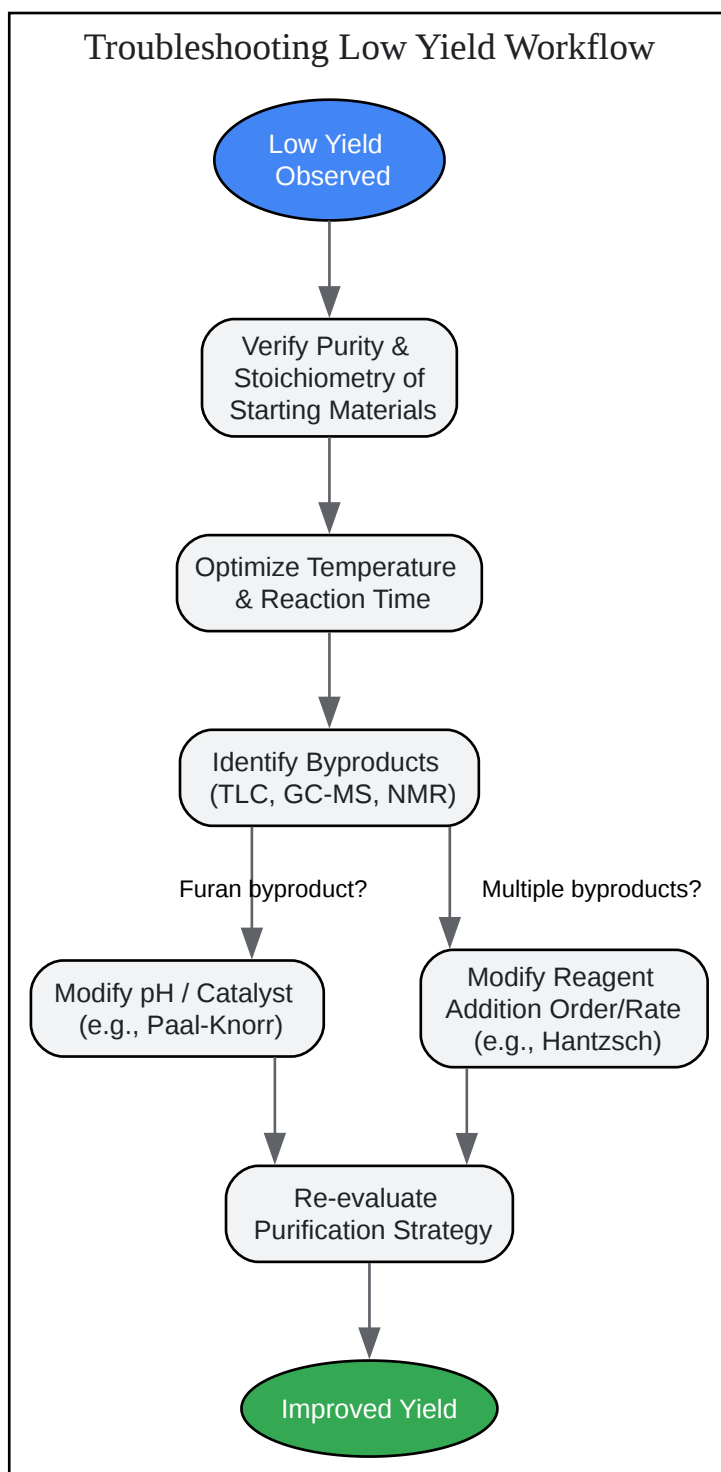 Troubleshooting Low Yield Workflow
Low Yield
Observed
Verify Purity &
Stoichiometry of
Starting Materials
Optimize Temperature
& Reaction Time
Identify Byproducts
(TLC, GC-MS, NMR)
Furan byproduct?
Multiple byproducts?
Modify pH / Catalyst
(e.g., Paal-Knorr)
Modify Reagent
Addition Order/Rate
(e.g., Hantzsch)
Re-evaluate
Purification Strategy
Improved Yield